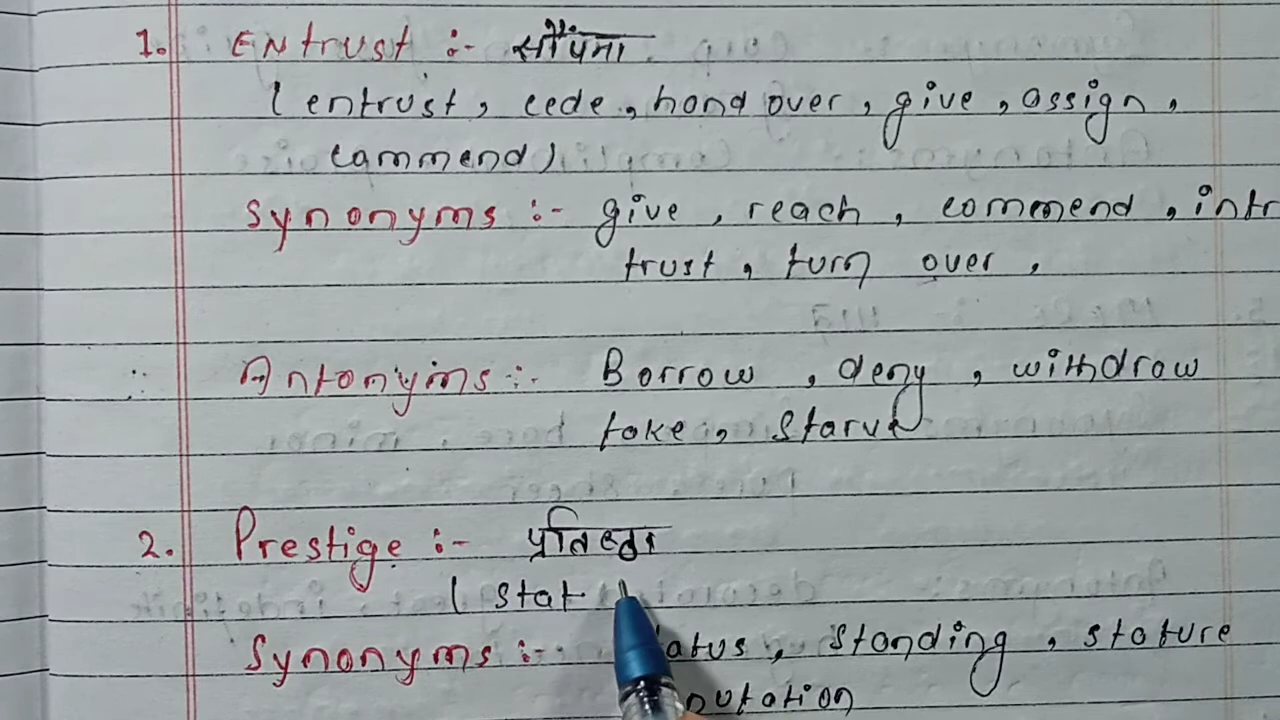 1. Entrust :- सौंपना
(entrust, cede, hand over, give, assign,
commend)
Synonyms :- give, reach, commend, intr
trust, turn over,
Antonyms :- Borrow, deny, withdraw
take, starve
2. Prestige :- प्रतिष्ठा
( stat
Synonyms :- atus, standing, stature
putation